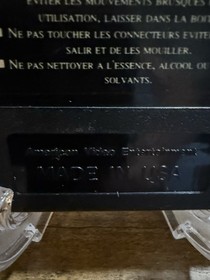 EVITER LES MOUVEMENTS BRUSQUES
UTILISATION, LAISSER DANS LA BOIT
■ NE PAS TOUCHER LES CONNECTEURS EVITER
SALIR ET DE LES MOUILLER.
■ NE PAS NETTOYER A L'ESSENCE, ALCOOL OU
SOLVANTS.
American Video Entertainment
MADE IN USA